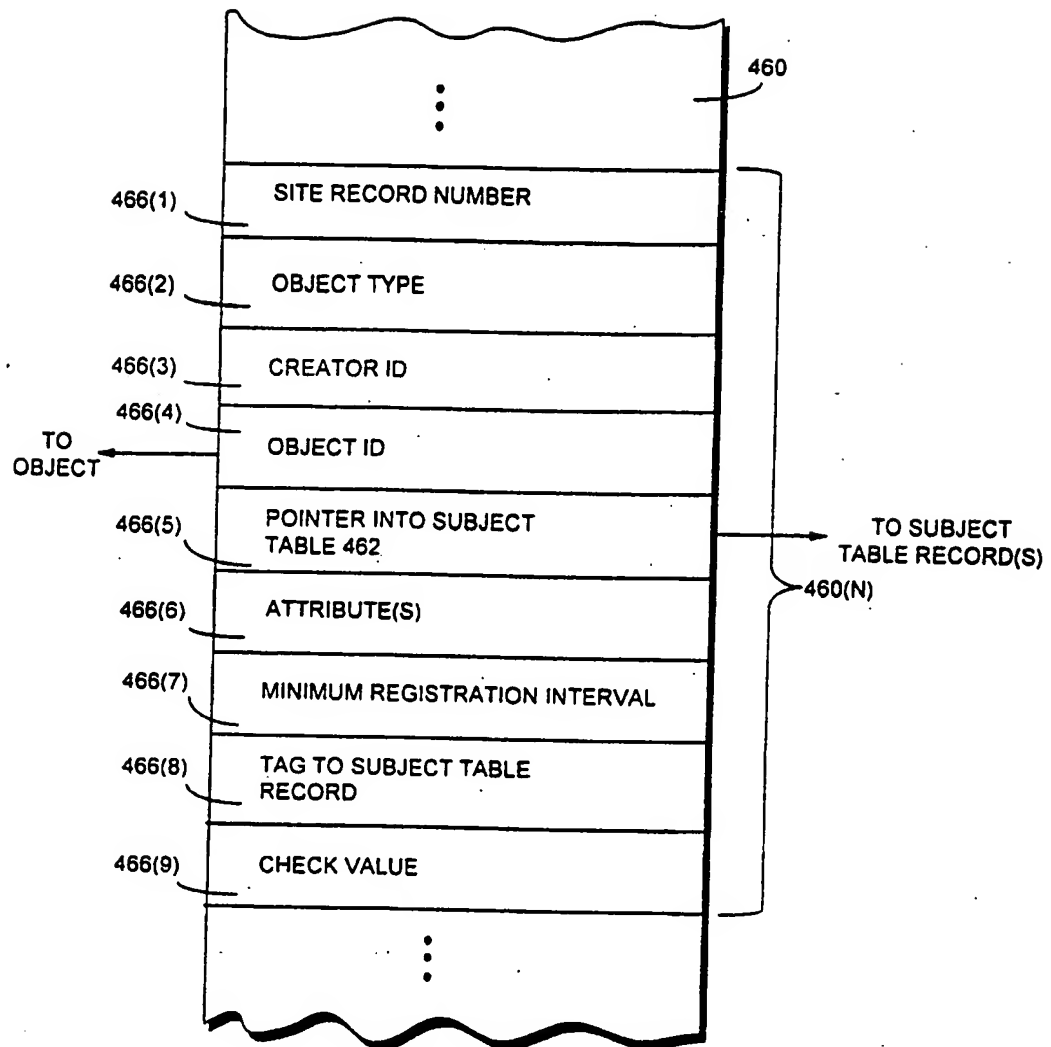 460
466(1)
SITE RECORD NUMBER
466(2)
OBJECT TYPE
466(3)
CREATOR ID
466(4)
OBJECT ID
TO
OBJECT
466(5)
POINTER INTO SUBJECT
TABLE 462
TO SUBJECT
TABLE RECORD(S)
460(N)
466(6)
ATTRIBUTE(S)
466(7)
MINIMUM REGISTRATION INTERVAL
466(8)
TAG TO SUBJECT TABLE
RECORD
466(9)
CHECK VALUE